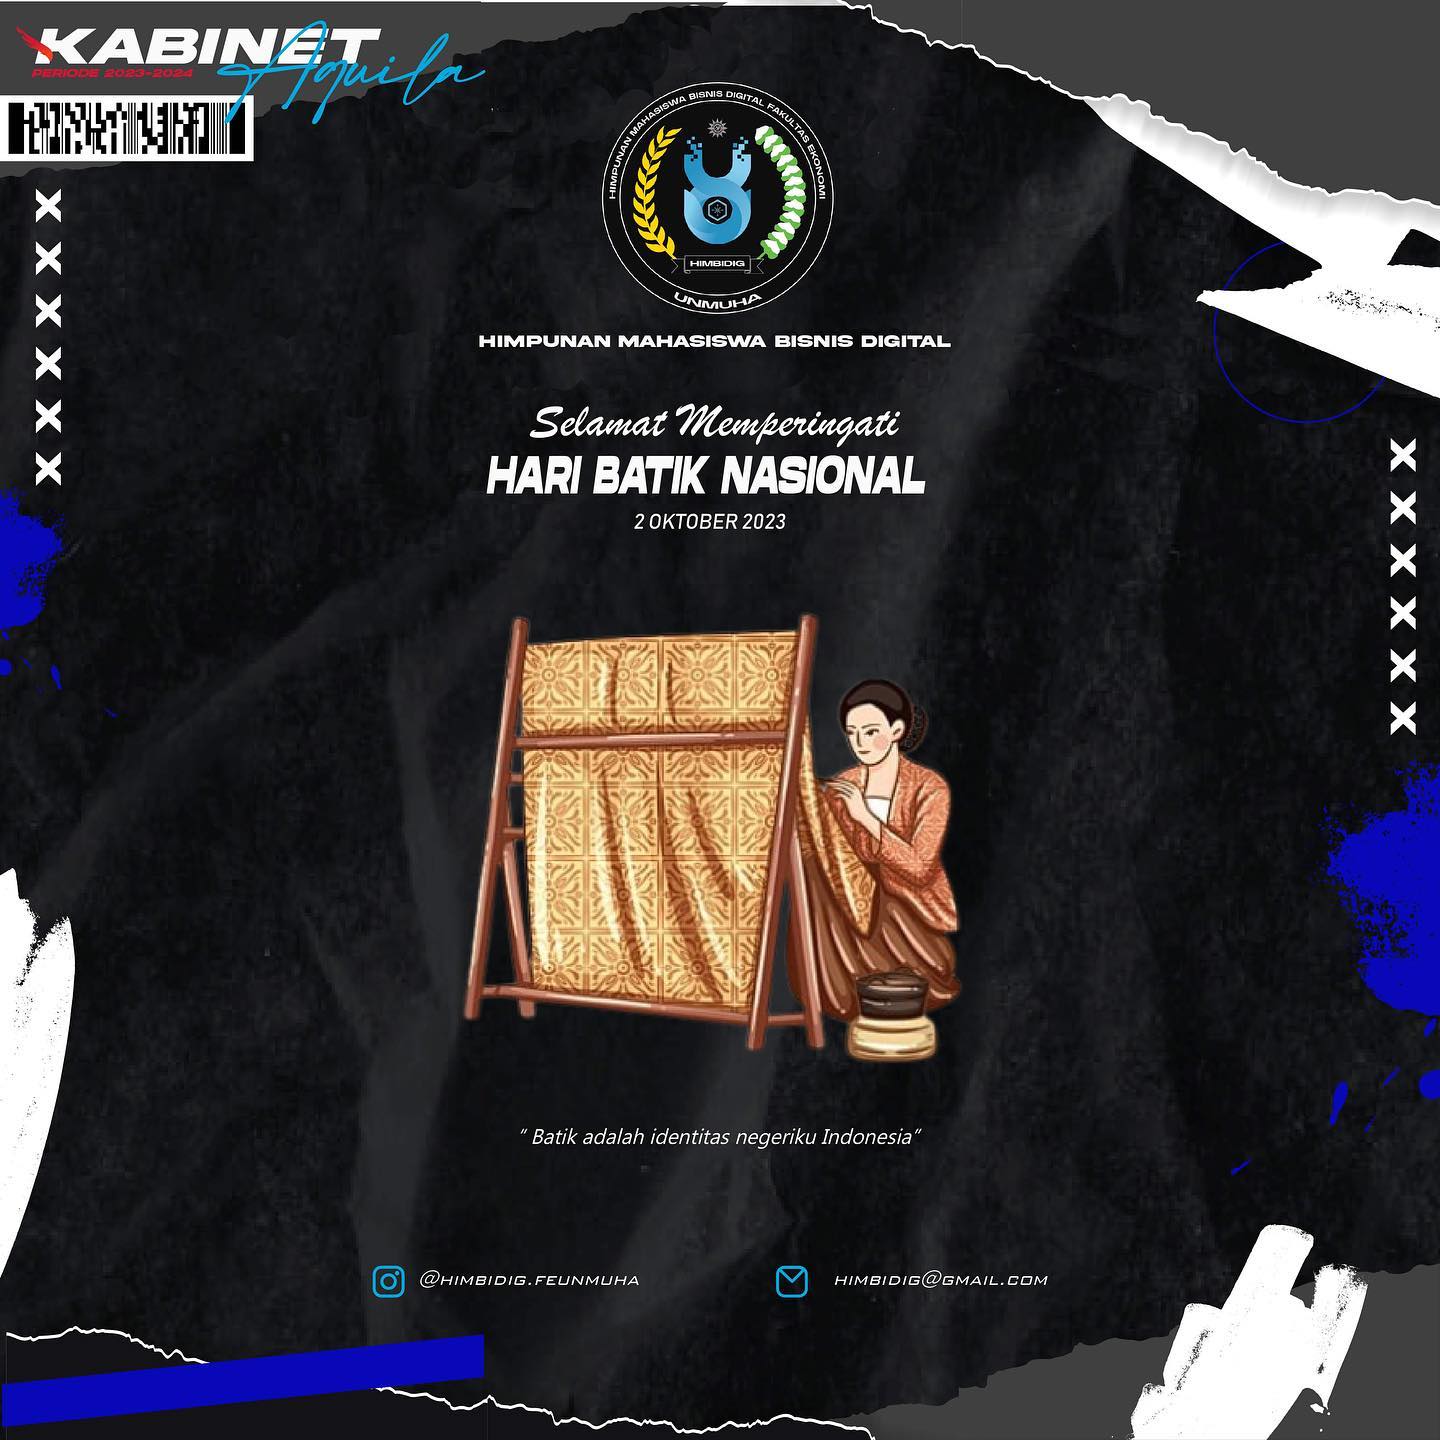 KABINET
Aquila
PERIODE 2023-2024
HIMPUNAN MAHASISWA BISNIS DIGITAL FAKULTAS EKONOMI
HIMBIDIG
UNMUHA
HIMPUNAN MAHASISWA BISNIS DIGITAL
Selamat Memperingati
HARI BATIK NASIONAL
2 OKTOBER 2023
" Batik adalah identitas negeriku Indonesia"
@HIMBIDIG.FEUNMUHA
HIMBIDIG@GMAIL.COM